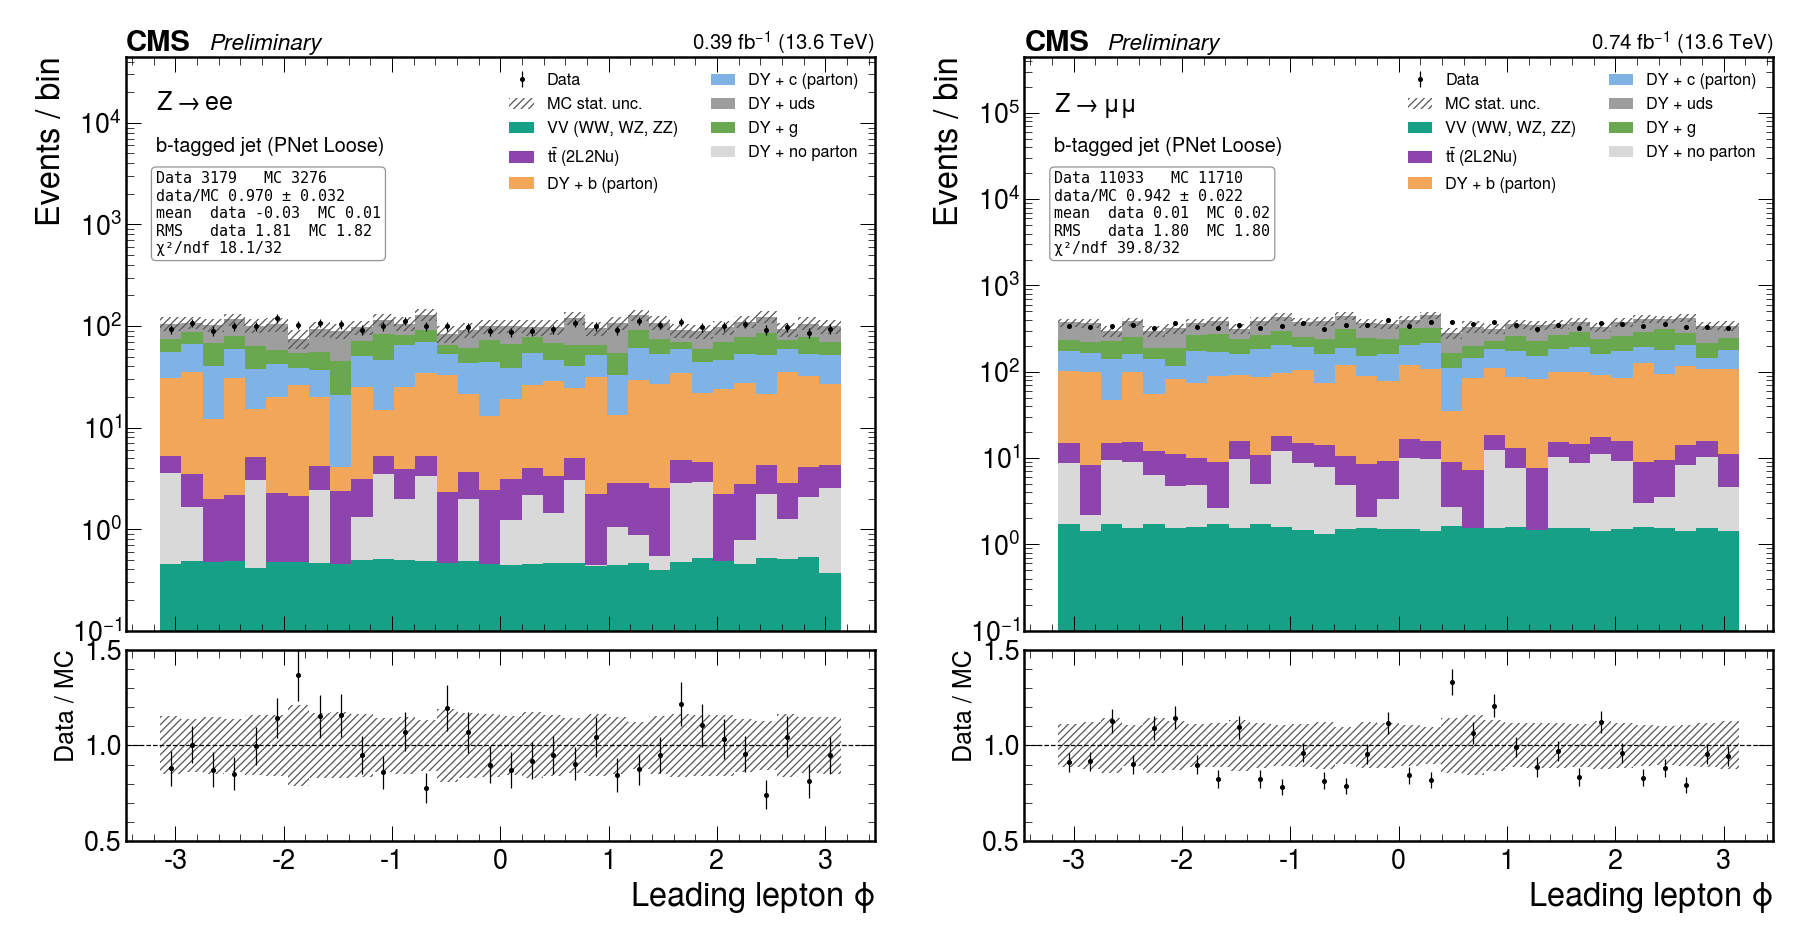 CMS Preliminary 0.39 fb⁻¹ (13.6 TeV)
Events / bin
Z → ee
b-tagged jet (PNet Loose)
Data 3179 MC 3276
data/MC 0.970 ± 0.032
mean data -0.03 MC 0.01
RMS data 1.81 MC 1.82
χ²/ndf 18.1/32
Data
MC stat. unc.
VV (WW, WZ, ZZ)
tt̄ (2L2Nu)
DY + b (parton)
DY + c (parton)
DY + uds
DY + g
DY + no parton
10⁴
10³
10²
10¹
10⁰
10⁻¹
Data / MC
1.5
1.0
0.5
-3 -2 -1 0 1 2 3
Leading lepton ϕ
CMS Preliminary 0.74 fb⁻¹ (13.6 TeV)
Events / bin
Z → μμ
b-tagged jet (PNet Loose)
Data 11033 MC 11710
data/MC 0.942 ± 0.022
mean data 0.01 MC 0.02
RMS data 1.80 MC 1.80
χ²/ndf 39.8/32
Data
MC stat. unc.
VV (WW, WZ, ZZ)
tt̄ (2L2Nu)
DY + b (parton)
DY + c (parton)
DY + uds
DY + g
DY + no parton
10⁵
10⁴
10³
10²
10¹
10⁰
10⁻¹
Data / MC
1.5
1.0
0.5
-3 -2 -1 0 1 2 3
Leading lepton ϕ